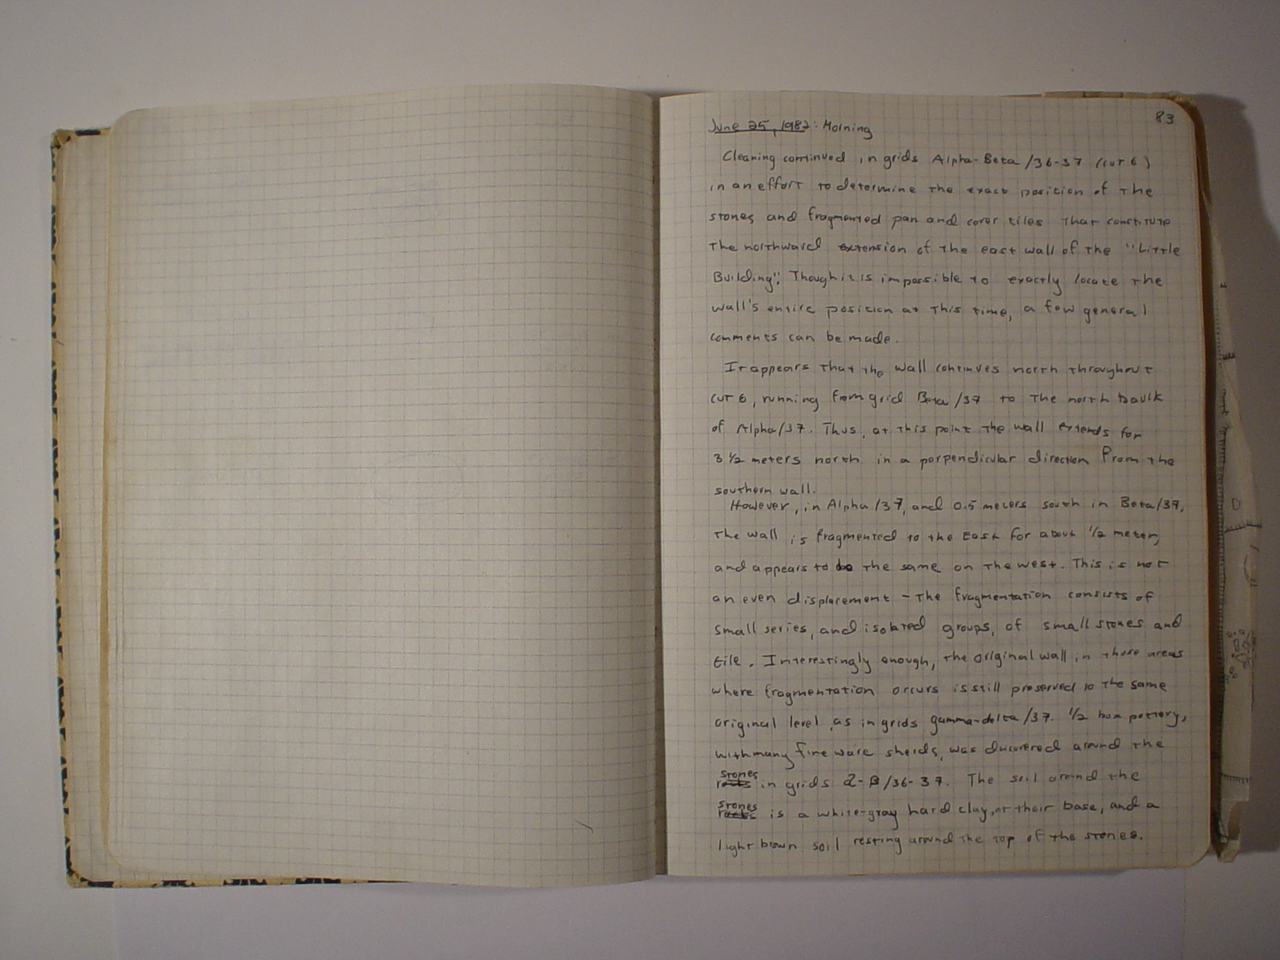 83
June 25, 1982: Morning
Cleaning continued in grids Alpha-Beta/36-37 (cut 6)
in an effort to determine the exact position of the
stones and fragmented pan and cover tiles that constitute
the northward extension of the east wall of the "Little
Building". Though it is impossible to exactly locate the
wall's entire position at this time, a few general
comments can be made.
It appears that the wall continues north throughout
cut 6, running from grid Beta/37 to the north baulk
of Alpha/37. Thus, at this point the wall extends for
3 1/2 meters north in a perpendicular direction from the
southern wall.
However, in Alpha/37, and 0.5 meters south in Beta/37,
the wall is fragmented to the East for about 1/2 meter,
and appears to be the same on the west. This is not
an even displacement - the fragmentation consists of
small series, and isolated groups, of small stones and
tile. Interestingly enough, the original wall in those areas
where fragmentation occurs is still preserved to the same
original level, as in grids gamma-delta/37. 1/2 box pottery,
with many fine ware sherds, was discovered around the
stones in grids α-β/36-37. The soil around the
stones is a white-gray hard clay, at their base, and a
light brown soil resting around the top of the stones.